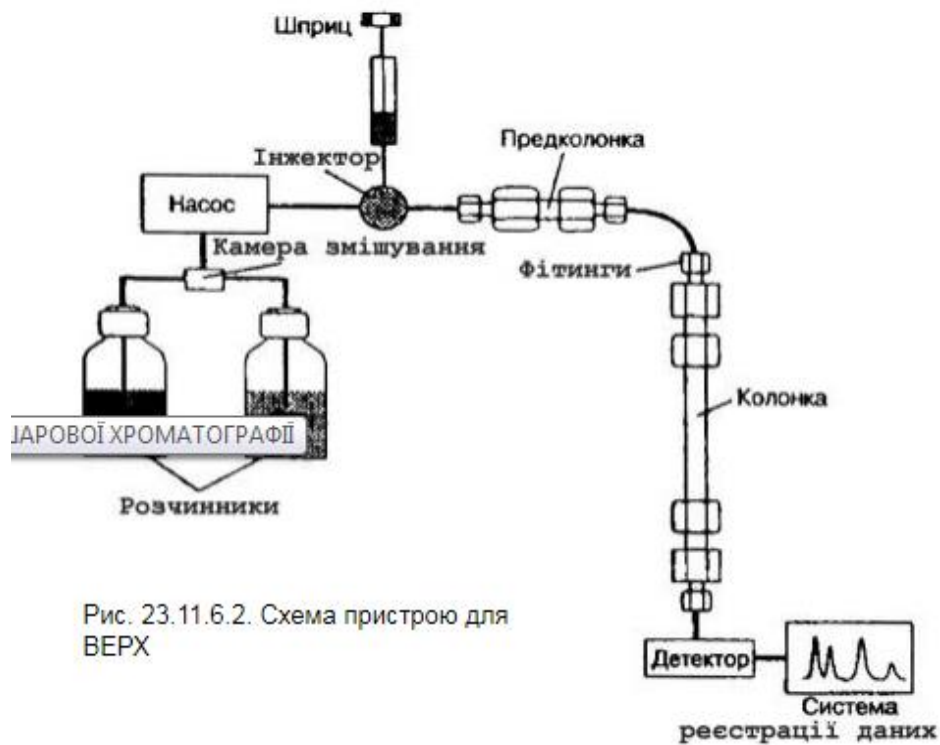 Шприц
Предколонка
Інжектор
Насос
Камера змішування
Фітинги
Колонка
ШАРОВОЇ ХРОМАТОГРАФІЇ
Розчинники
Рис. 23.11.6.2. Схема пристрою для
ВЕРХ
Детектор
Система
реєстрації даних